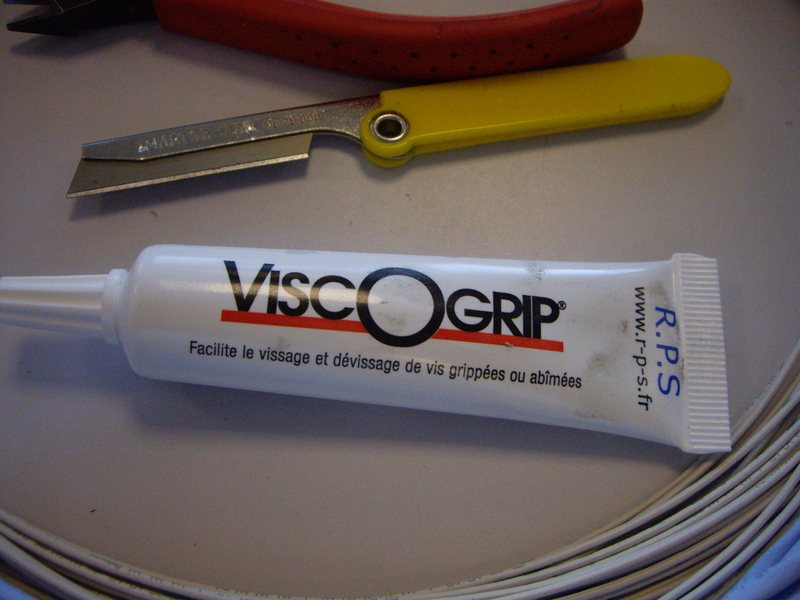 VISCOGRIP®
Facilite le vissage et dévissage de vis grippées ou abîmées
R.P.S
www.r-p-s.fr